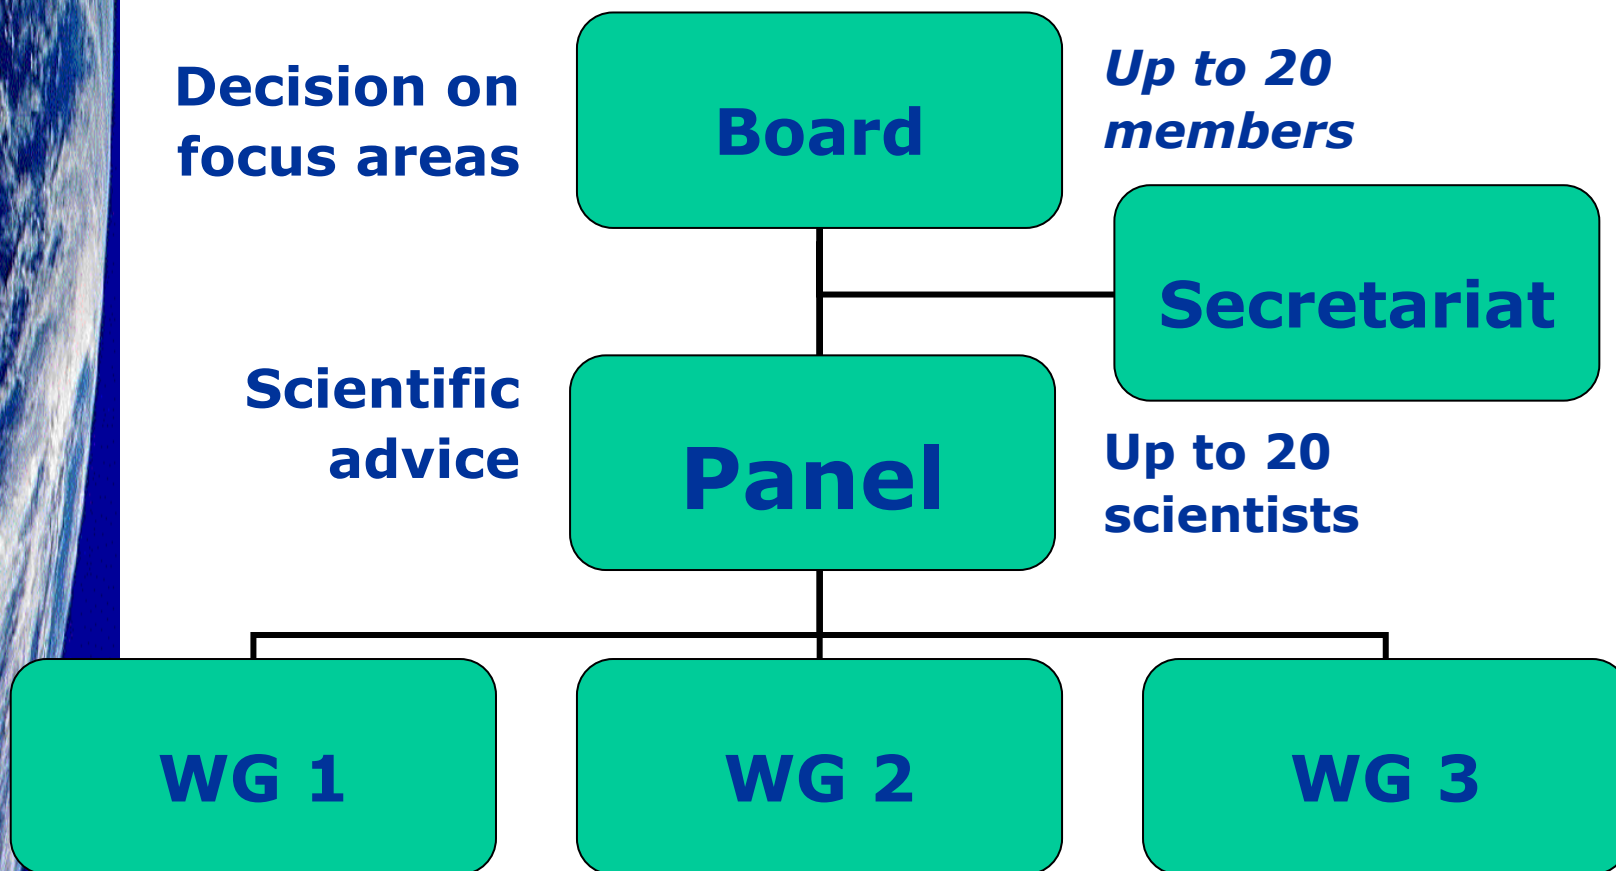 Decision on
focus areas
Board
Up to 20
members
Secretariat
Scientific
advice
Panel
Up to 20
scientists
WG 1
WG 2
WG 3